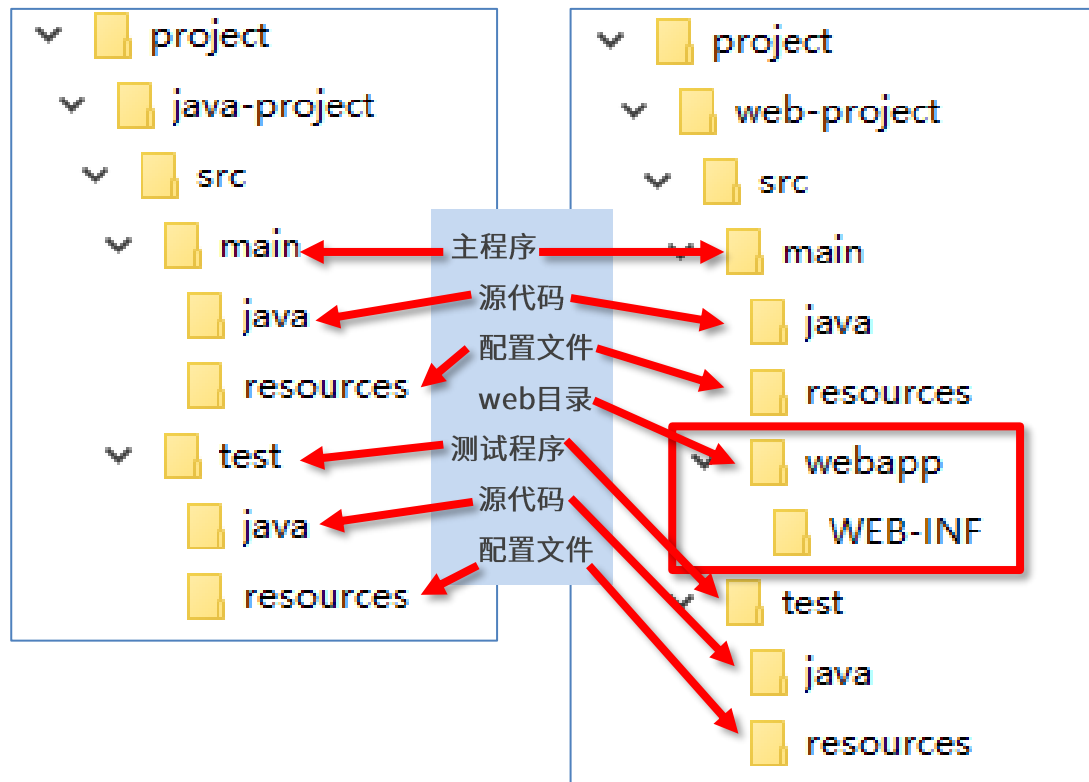 project
java-project
src
main
java
resources
test
java
resources
主程序
源代码
配置文件
web目录
测试程序
源代码
配置文件
project
web-project
src
main
java
resources
webapp
WEB-INF
test
java
resources